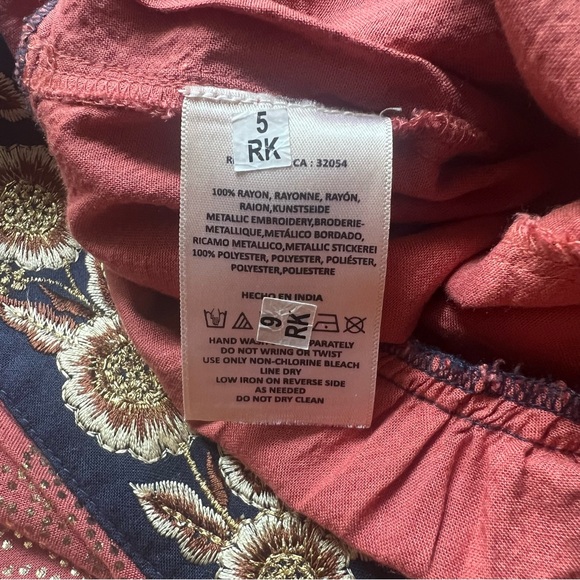 5
RK
CA : 32054
100% RAYON, RAYONNE, RAYÓN,
RAION,KUNSTSEIDE
METALLIC EMBROIDERY,BRODERIE-
METALLIQUE,METÁLICO BORDADO,
RICAMO METALLICO,METALLIC STICKEREI
100% POLYESTER, POLYESTER, POLIÉSTER,
POLYESTER,POLIESTERE
HECHO EN INDIA
9
RK
HAND WASH SEPARATELY
DO NOT WRING OR TWIST
USE ONLY NON-CHLORINE BLEACH
LINE DRY
LOW IRON ON REVERSE SIDE
AS NEEDED
DO NOT DRY CLEAN